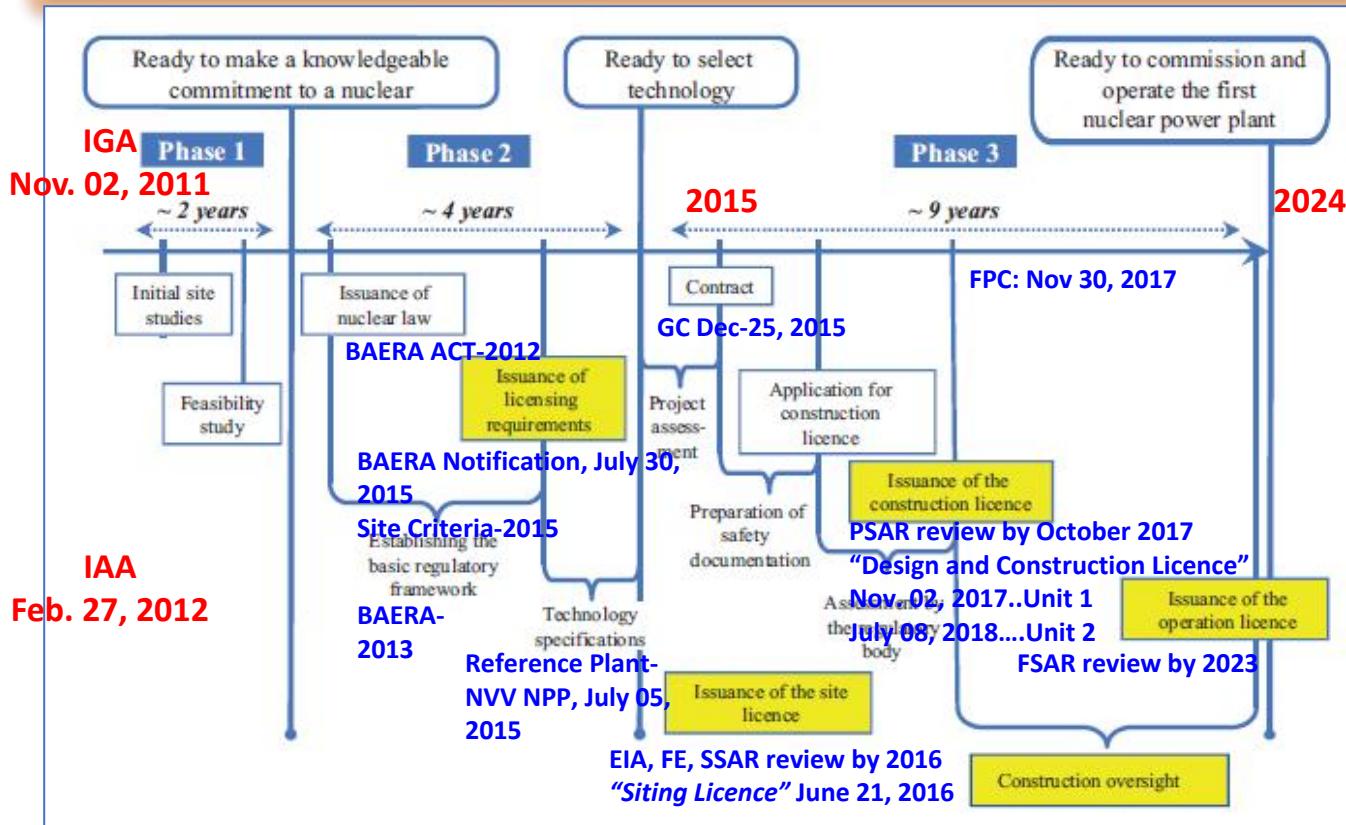 Ready to make a knowledgeable
commitment to a nuclear
Ready to select
technology
Ready to commission and
operate the first
nuclear power plant
IGA
Nov. 02, 2011
Phase 1
Phase 2
Phase 3
~ 2 years
~ 4 years
2015
~ 9 years
2024
Initial site
studies
Issuance of
nuclear law
Contract
FPC: Nov 30, 2017
GC Dec-25, 2015
BAERA ACT-2012
Feasibility
study
Issuance of
licensing
requirements
Project
assess-
ment
Application for
construction
licence
BAERA Notification, July 30,
2015
Site Criteria-2015
Establishing the
basic regulatory
framework
Preparation of
safety
documentation
Issuance of the
construction licence
PSAR review by October 2017
“Design and Construction Licence”
Nov. 02, 2017..Unit 1
July 08, 2018....Unit 2
Assessment by
the regulatory
body
IAA
Feb. 27, 2012
BAERA-
2013
Technology
specifications
Issuance of the
operation licence
FSAR review by 2023
Reference Plant-
NVV NPP, July 05,
2015
Issuance of the site
licence
EIA, FE, SSAR review by 2016
“Siting Licence” June 21, 2016
Construction oversight